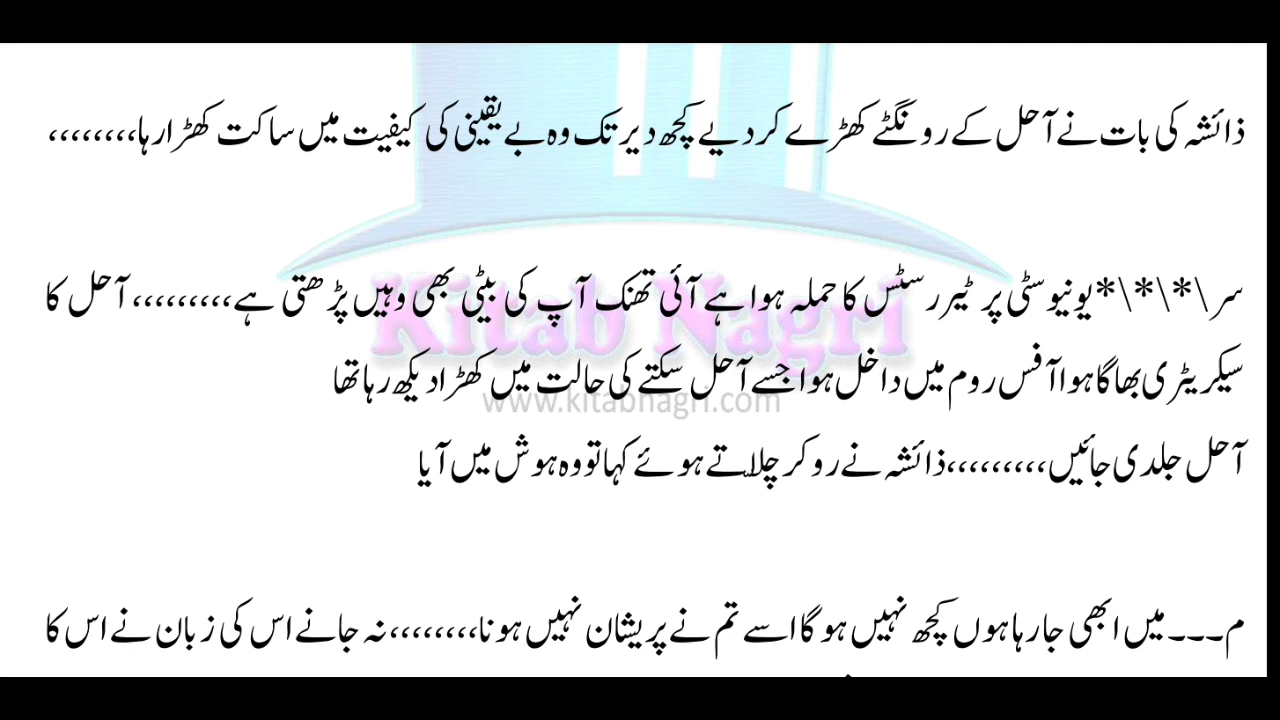 ذائشہ کی بات نے آحل کے رونگٹے کھڑے کر دیے کچھ دیر تک وہ بے یقینی کی کیفیت میں ساکت کھڑا رہا،،،،،،،،
سر \*\*\*یونیوسٹی پر ٹیررسٹس کا حملہ ہوا ہے آئی تھنک آپ کی بیٹی بھی وہیں پڑھتی ہے،،،،،،،،، آحل کا
Kitab Nagri
سیکریٹری بھاگا ہوا آفس روم میں داخل ہوا جسے آحل سکتے کی حالت میں کھڑا دیکھ رہا تھا
www.kitabnagri.com
آحل جلدی جائیں،،،،،،،،،ذائشہ نے رو کر چلاتے ہوئے کہا تو وہ ہوش میں آیا
م۔۔۔میں ابھی جا رہا ہوں کچھ نہیں ہو گا اسے تم نے پریشان نہیں ہونا،،،،،،،،نہ جانے اس کی زبان نے اس کا